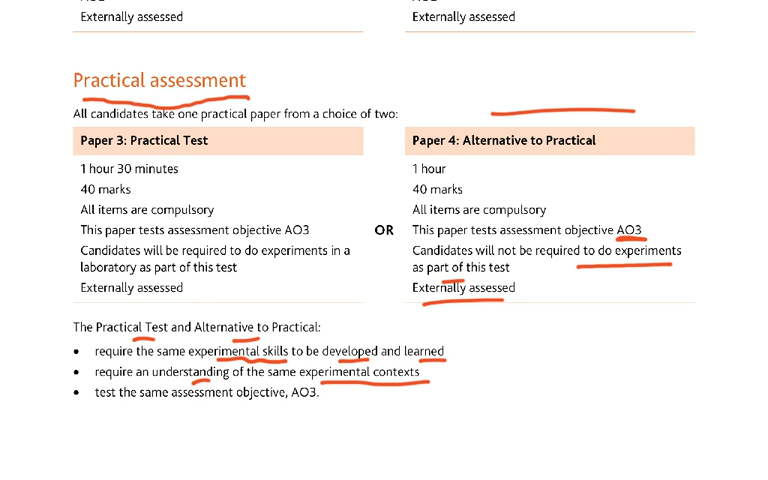 Externally assessed
Externally assessed
Practical assessment
All candidates take one practical paper from a choice of two:
Paper 3: Practical Test
1 hour 30 minutes
40 marks
All items are compulsory
This paper tests assessment objective AO3
Candidates will be required to do experiments in a
laboratory as part of this test
Externally assessed
OR
Paper 4: Alternative to Practical
1 hour
40 marks
All items are compulsory
This paper tests assessment objective AO3
Candidates will not be required to do experiments
as part of this test
Externally assessed
The Practical Test and Alternative to Practical:
• require the same experimental skills to be developed and learned
• require an understanding of the same experimental contexts
• test the same assessment objective, AO3.